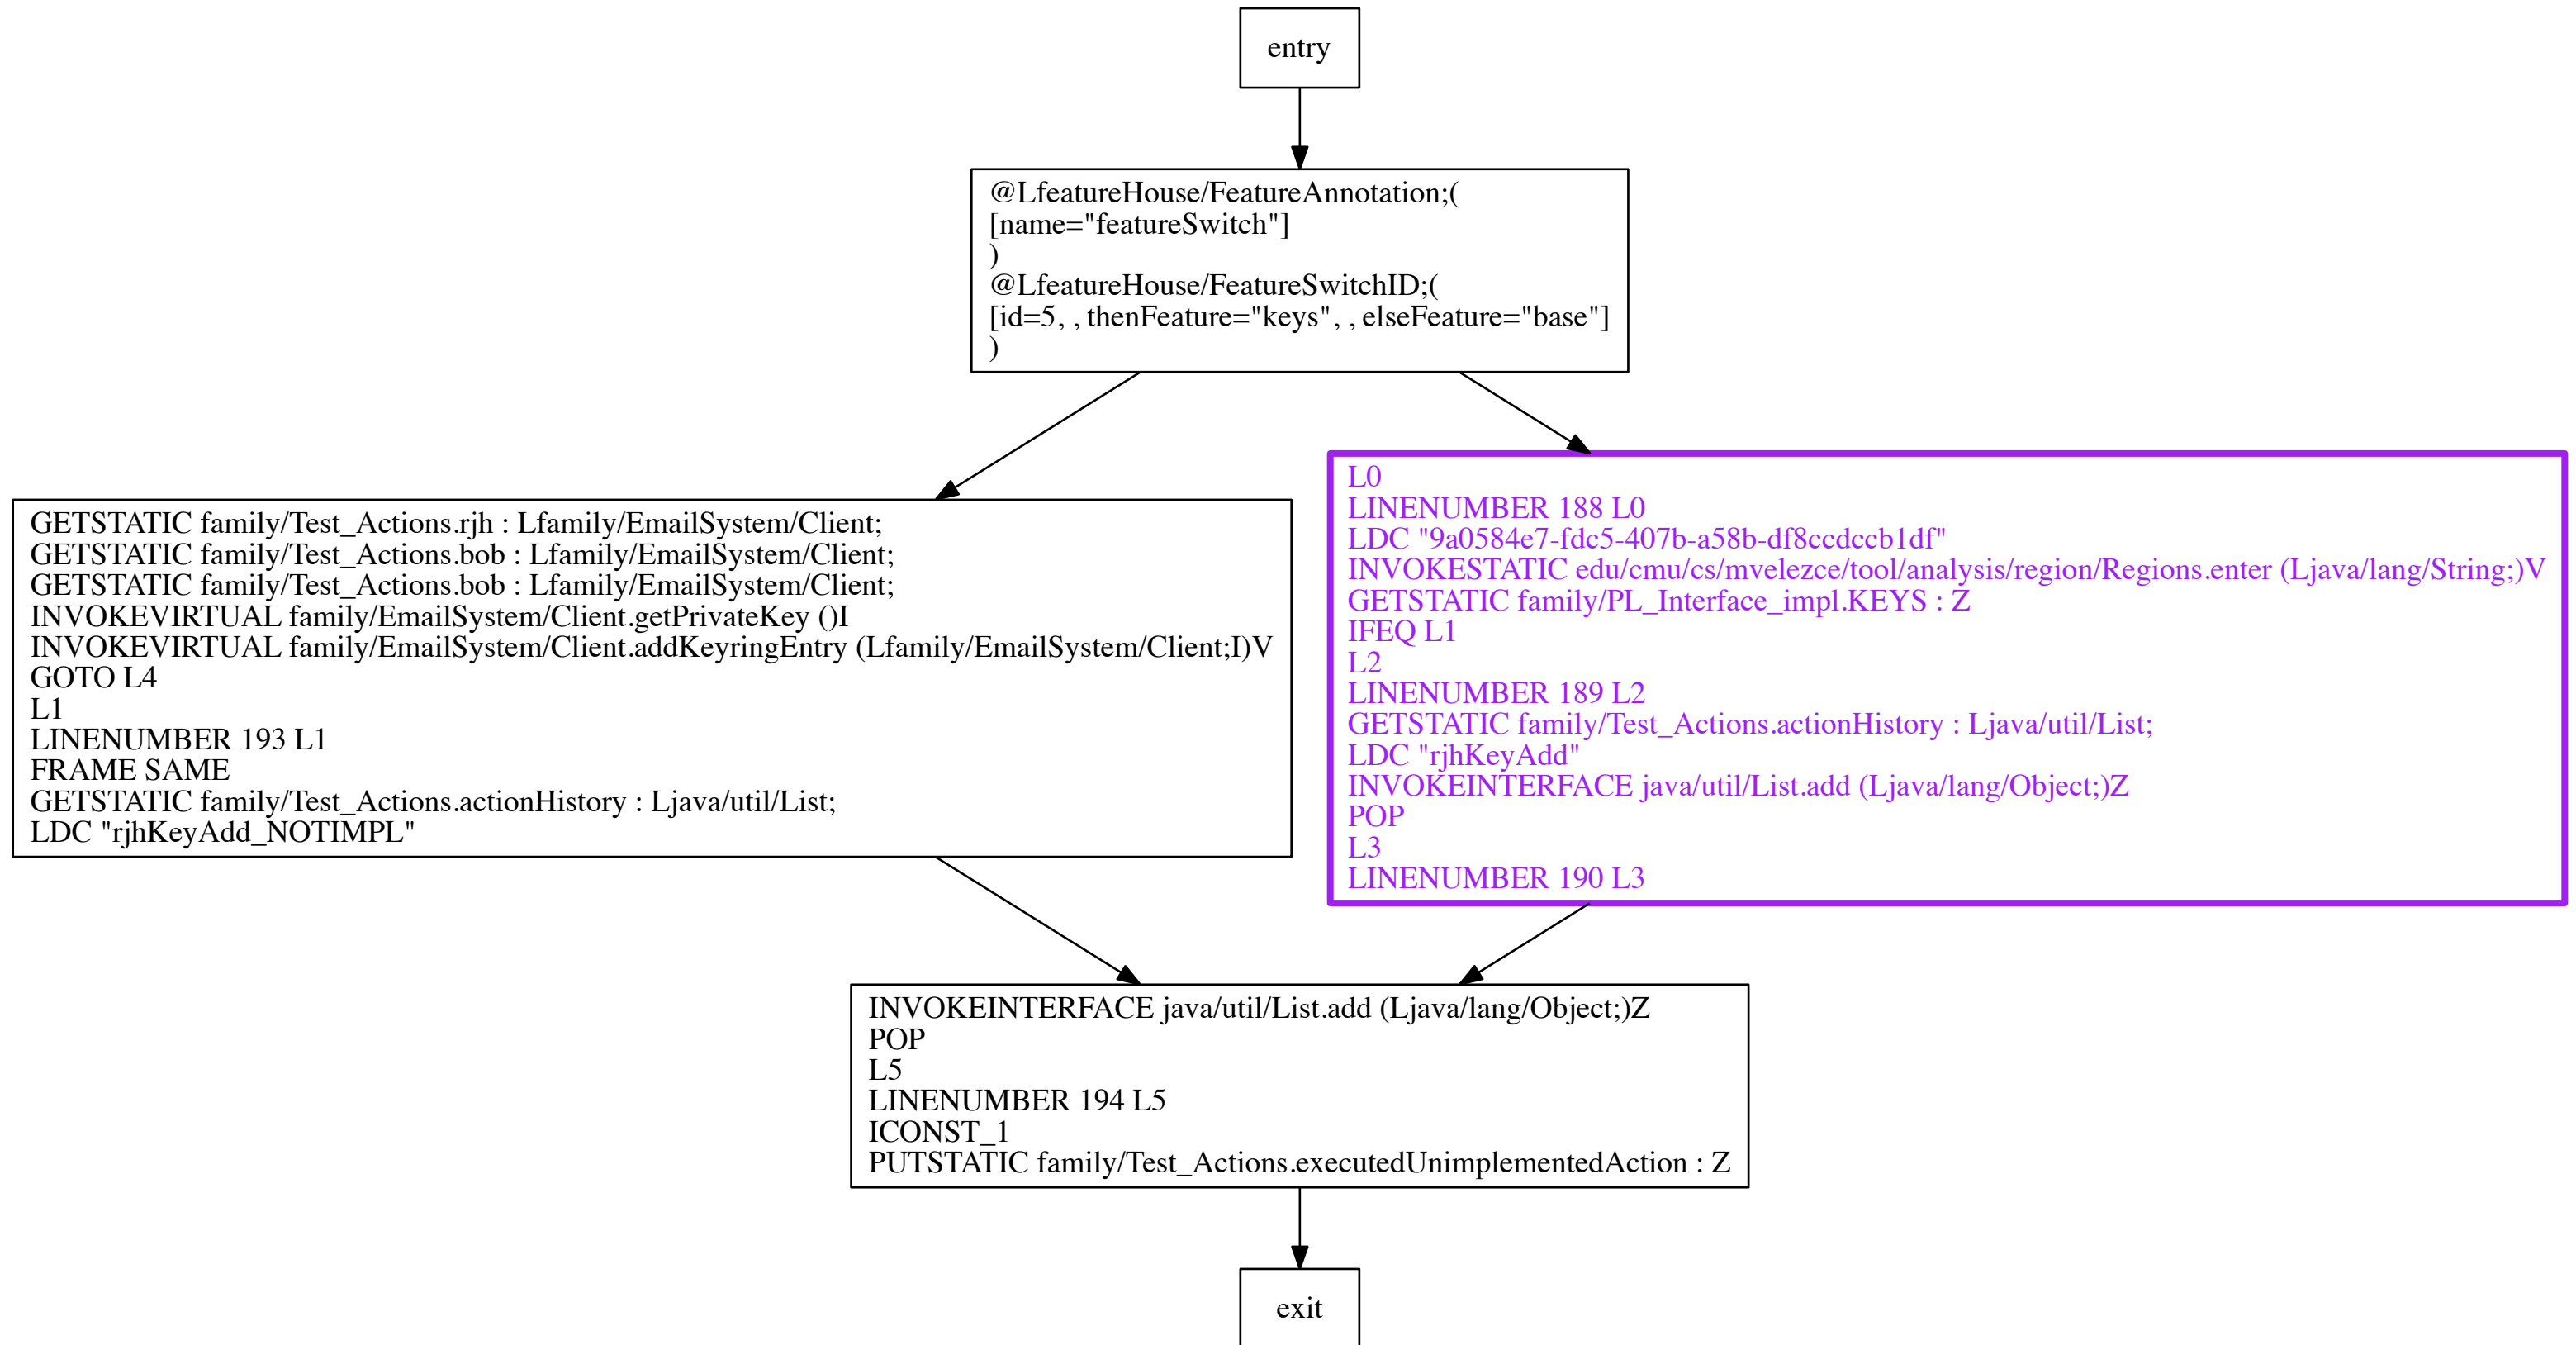 entry
@LfeatureHouse/FeatureAnnotation;(
[name="featureSwitch"]
)
@LfeatureHouse/FeatureSwitchID;(
[id=5, , thenFeature="keys", , elseFeature="base"]
)
GETSTATIC family/Test_Actions.rjh : Lfamily/EmailSystem/Client;
GETSTATIC family/Test_Actions.bob : Lfamily/EmailSystem/Client;
GETSTATIC family/Test_Actions.bob : Lfamily/EmailSystem/Client;
INVOKEVIRTUAL family/EmailSystem/Client.getPrivateKey ()I
INVOKEVIRTUAL family/EmailSystem/Client.addKeyringEntry (Lfamily/EmailSystem/Client;I)V
GOTO L4
L1
LINENUMBER 193 L1
FRAME SAME
GETSTATIC family/Test_Actions.actionHistory : Ljava/util/List;
LDC "rjhKeyAdd_NOTIMPL"
L0
LINENUMBER 188 L0
LDC "9a0584e7-fdc5-407b-a58b-df8ccdccb1df"
INVOKESTATIC edu/cmu/cs/mvelezce/tool/analysis/region/Regions.enter (Ljava/lang/String;)V
GETSTATIC family/PL_Interface_impl.KEYS : Z
IFEQ L1
L2
LINENUMBER 189 L2
GETSTATIC family/Test_Actions.actionHistory : Ljava/util/List;
LDC "rjhKeyAdd"
INVOKEINTERFACE java/util/List.add (Ljava/lang/Object;)Z
POP
L3
LINENUMBER 190 L3
INVOKEINTERFACE java/util/List.add (Ljava/lang/Object;)Z
POP
L5
LINENUMBER 194 L5
ICONST_1
PUTSTATIC family/Test_Actions.executedUnimplementedAction : Z
exit